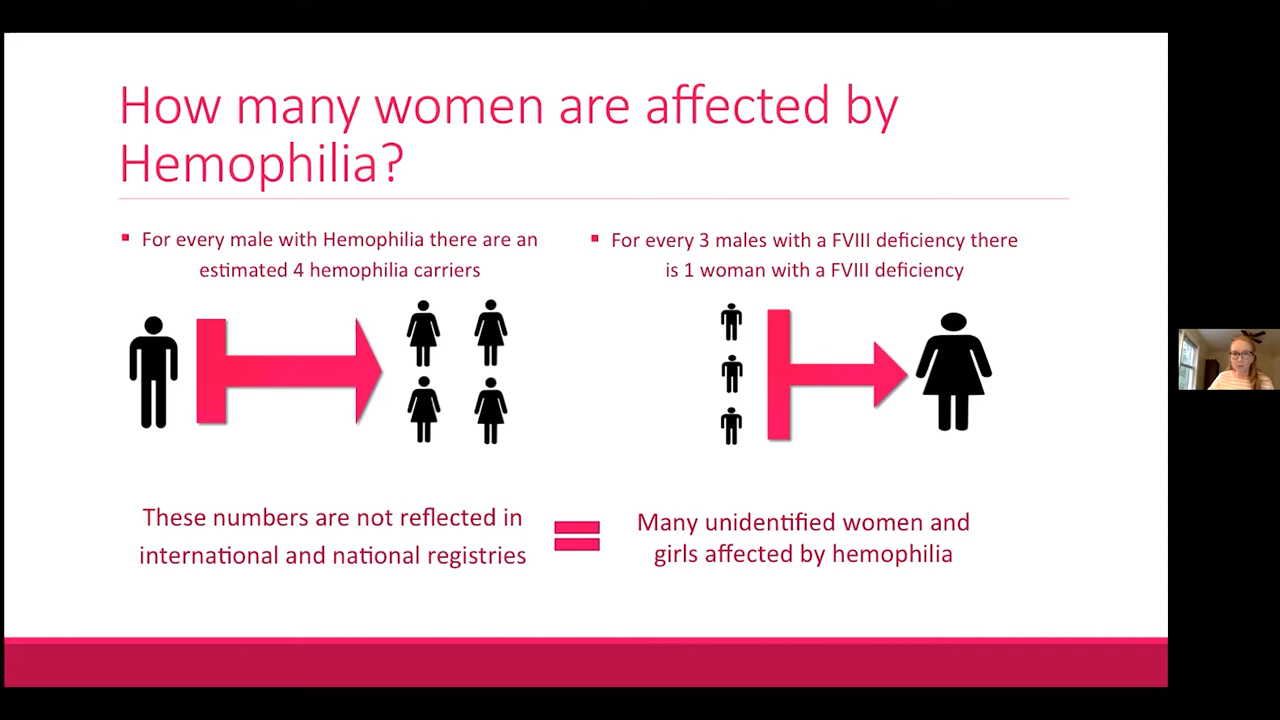 How many women are affected by
Hemophilia?
For every male with Hemophilia there are an
estimated 4 hemophilia carriers
For every 3 males with a FVIII deficiency there
is 1 woman with a FVIII deficiency
These numbers are not reflected in
international and national registries
=
Many unidentified women and
girls affected by hemophilia